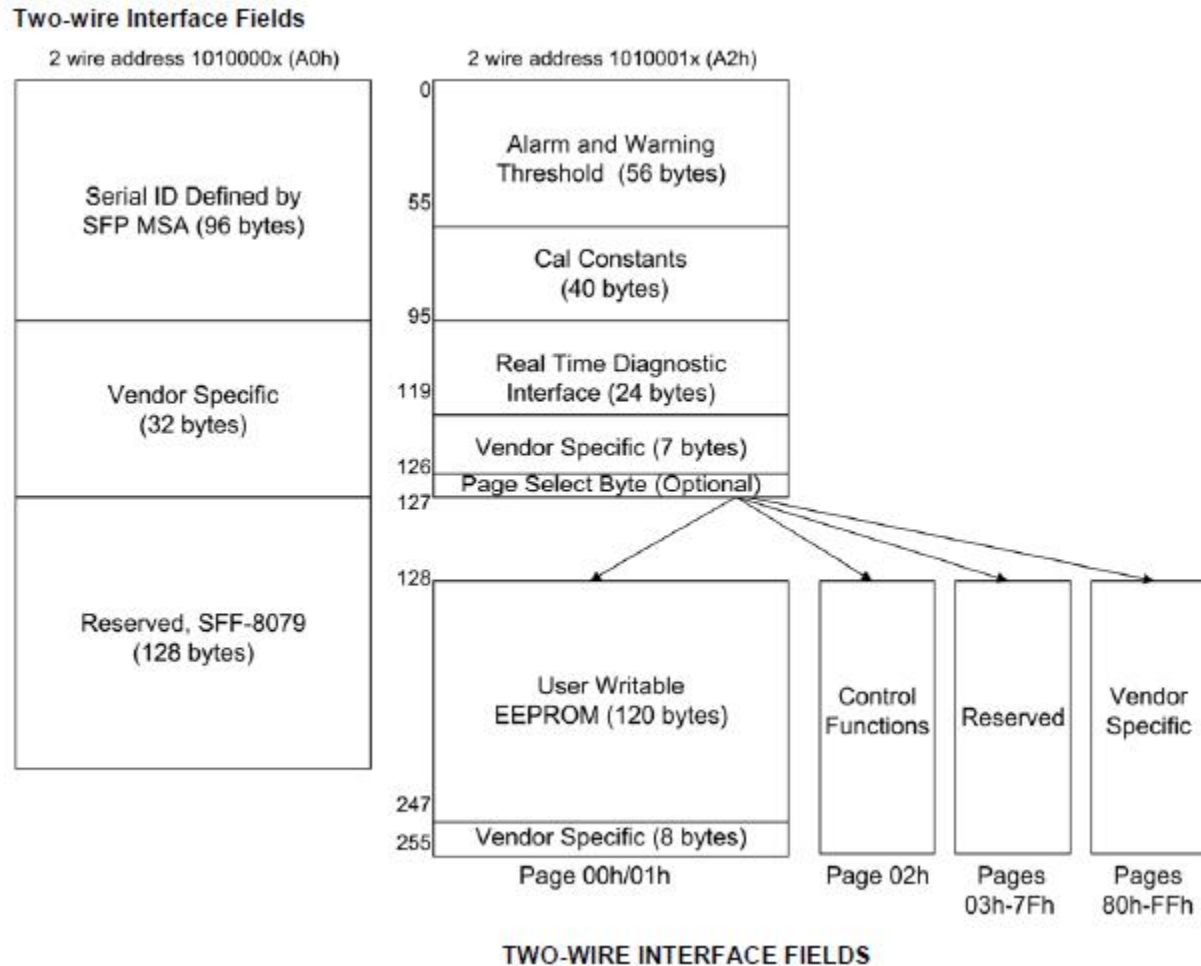 Two-wire Interface Fields
2 wire address 1010000x (A0h)
Serial ID Defined by
SFP MSA (96 bytes)
Vendor Specific
(32 bytes)
Reserved, SFF-8079
(128 bytes)
2 wire address 1010001x (A2h)
0
Alarm and Warning
Threshold (56 bytes)
55
Cal Constants
(40 bytes)
95
Real Time Diagnostic
Interface (24 bytes)
119
Vendor Specific (7 bytes)
126
Page Select Byte (Optional)
127
128
User Writable
EEPROM (120 bytes)
247
Vendor Specific (8 bytes)
255
Page 00h/01h
Control
Functions
Page 02h
Reserved
Pages
03h-7Fh
Vendor
Specific
Pages
80h-FFh
TWO-WIRE INTERFACE FIELDS